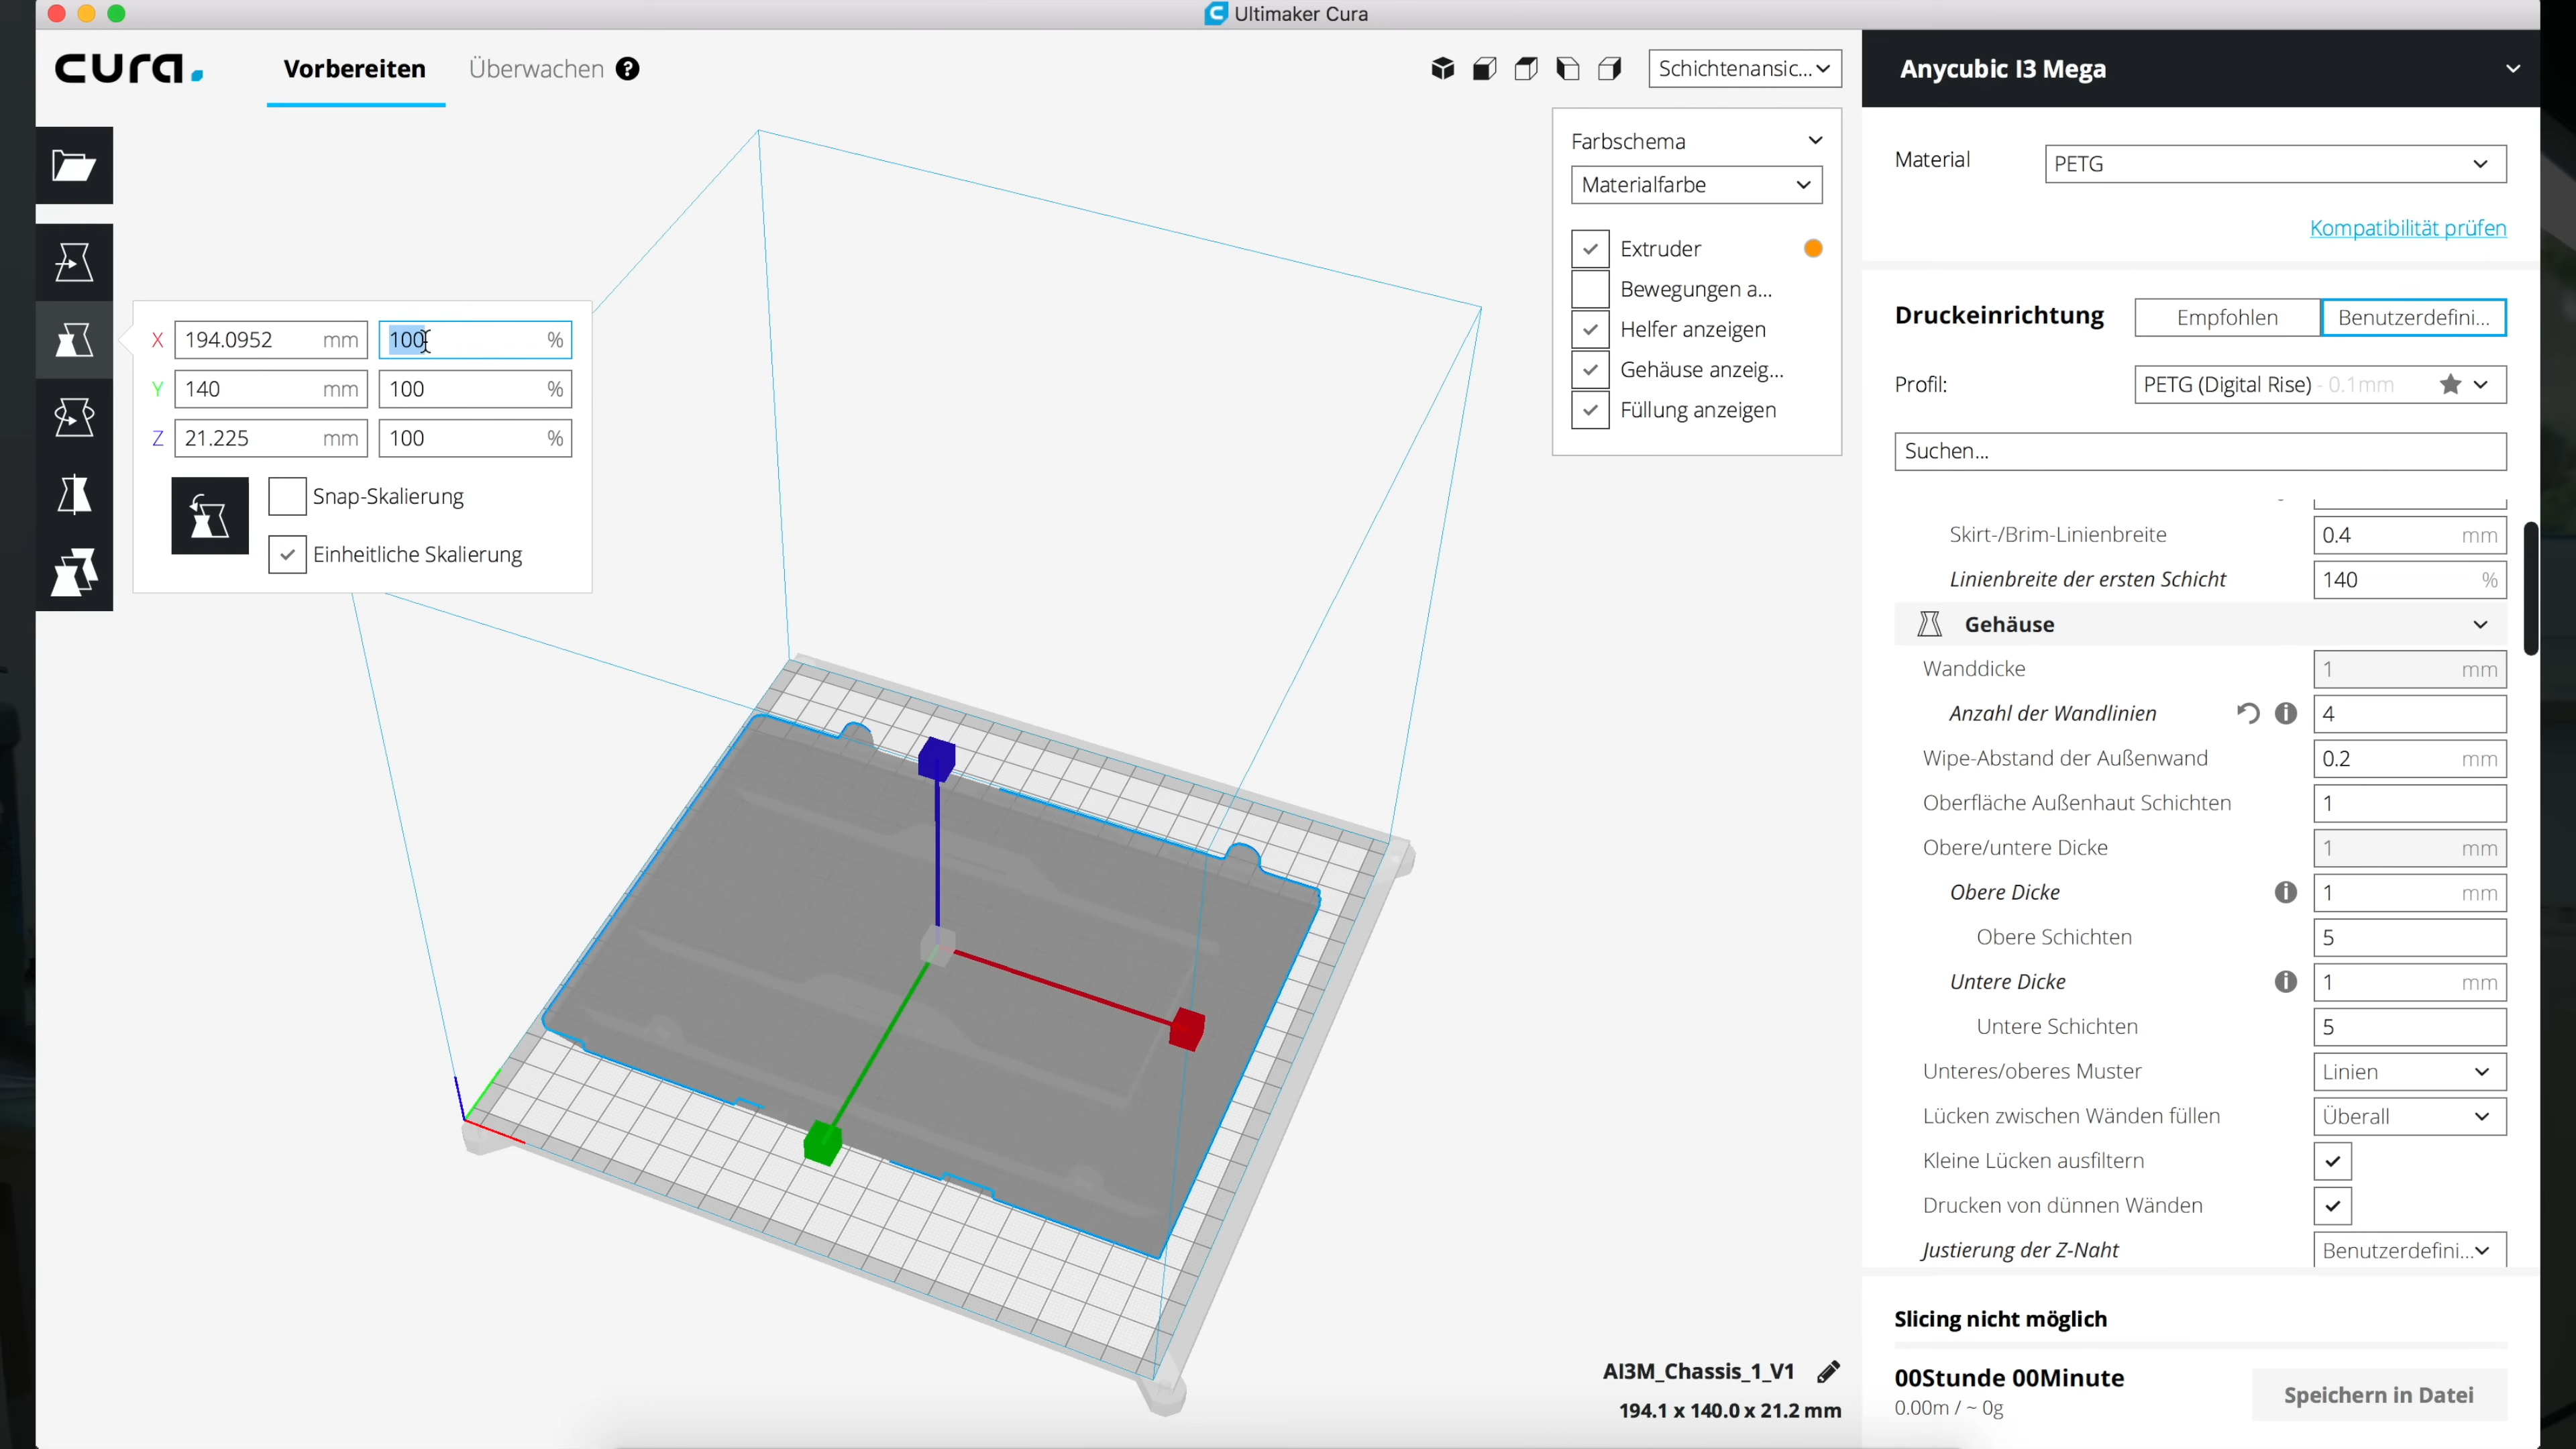 Ultimaker Cura
cura.
Vorbereiten
Überwachen
?
Schichtenansic...
Anycubic I3 Mega
Farbschema
Materialfarbe
Extruder
Bewegungen a...
Helfer anzeigen
Gehäuse anzeig...
Füllung anzeigen
X 194.0952 mm 100 %
Y 140 mm 100 %
Z 21.225 mm 100 %
Snap-Skalierung
Einheitliche Skalierung
Material PETG
Kompatibilität prüfen
Druckeinrichtung Empfohlen Benutzerdefini...
Profil: PETG (Digital Rise) - 0.1mm
Suchen...
Skirt-/Brim-Linienbreite 0.4 mm
Linienbreite der ersten Schicht 140 %
Gehäuse
Wanddicke 1 mm
Anzahl der Wandlinien i 4
Wipe-Abstand der Außenwand 0.2 mm
Oberfläche Außenhaut Schichten 1
Obere/untere Dicke 1 mm
Obere Dicke i 1 mm
Obere Schichten 5
Untere Dicke i 1 mm
Untere Schichten 5
Unteres/oberes Muster Linien
Lücken zwischen Wänden füllen Überall
Kleine Lücken ausfiltern
Drucken von dünnen Wänden
Justierung der Z-Naht Benutzerdefini...
Slicing nicht möglich
AI3M_Chassis_1_V1
194.1 x 140.0 x 21.2 mm
00Stunde 00Minute
0.00m / ~ 0g
Speichern in Datei